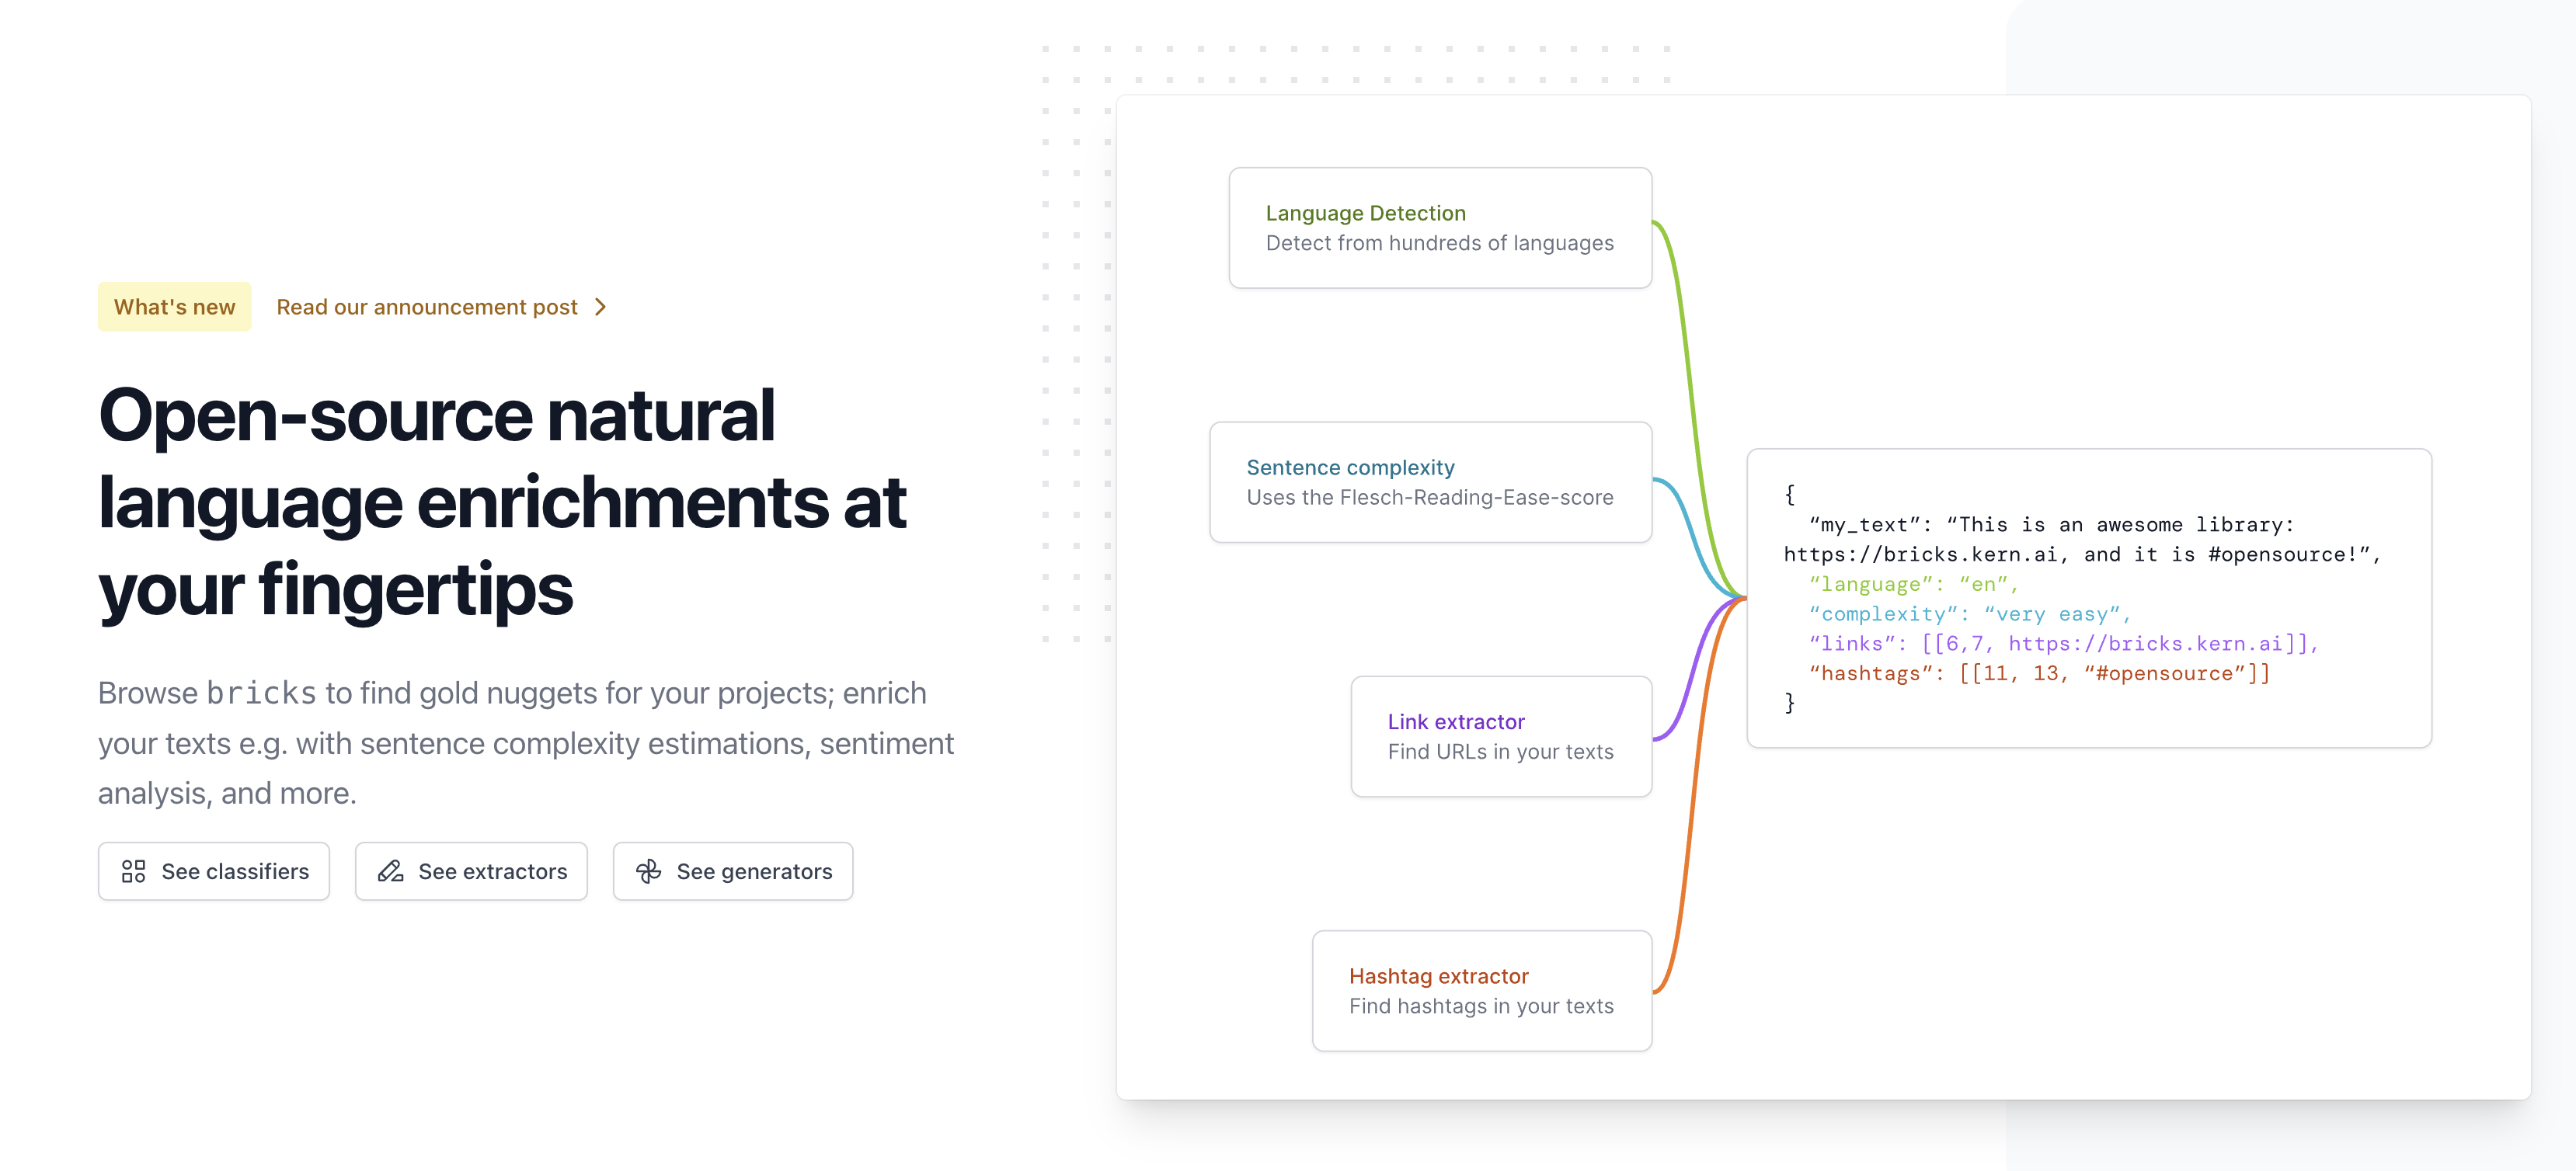 What's new
Read our announcement post
Open-source natural
language enrichments at
your fingertips
Browse bricks to find gold nuggets for your projects; enrich
your texts e.g. with sentence complexity estimations, sentiment
analysis, and more.
See classifiers
See extractors
See generators
Language Detection
Detect from hundreds of languages
Sentence complexity
Uses the Flesch-Reading-Ease-score
Link extractor
Find URLs in your texts
Hashtag extractor
Find hashtags in your texts
{
“my_text”: “This is an awesome library:
https://bricks.kern.ai, and it is #opensource!”,
“language”: “en”,
“complexity”: “very easy”,
“links”: [[6,7, https://bricks.kern.ai]],
“hashtags”: [[11, 13, “#opensource”]]
}